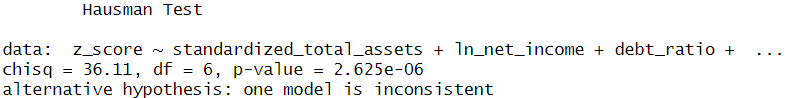 Hausman Test
data:  z_score ~ standardized_total_assets + ln_net_income + debt_ratio +  ...
chisq = 36.11, df = 6, p-value = 2.625e-06
alternative hypothesis: one model is inconsistent